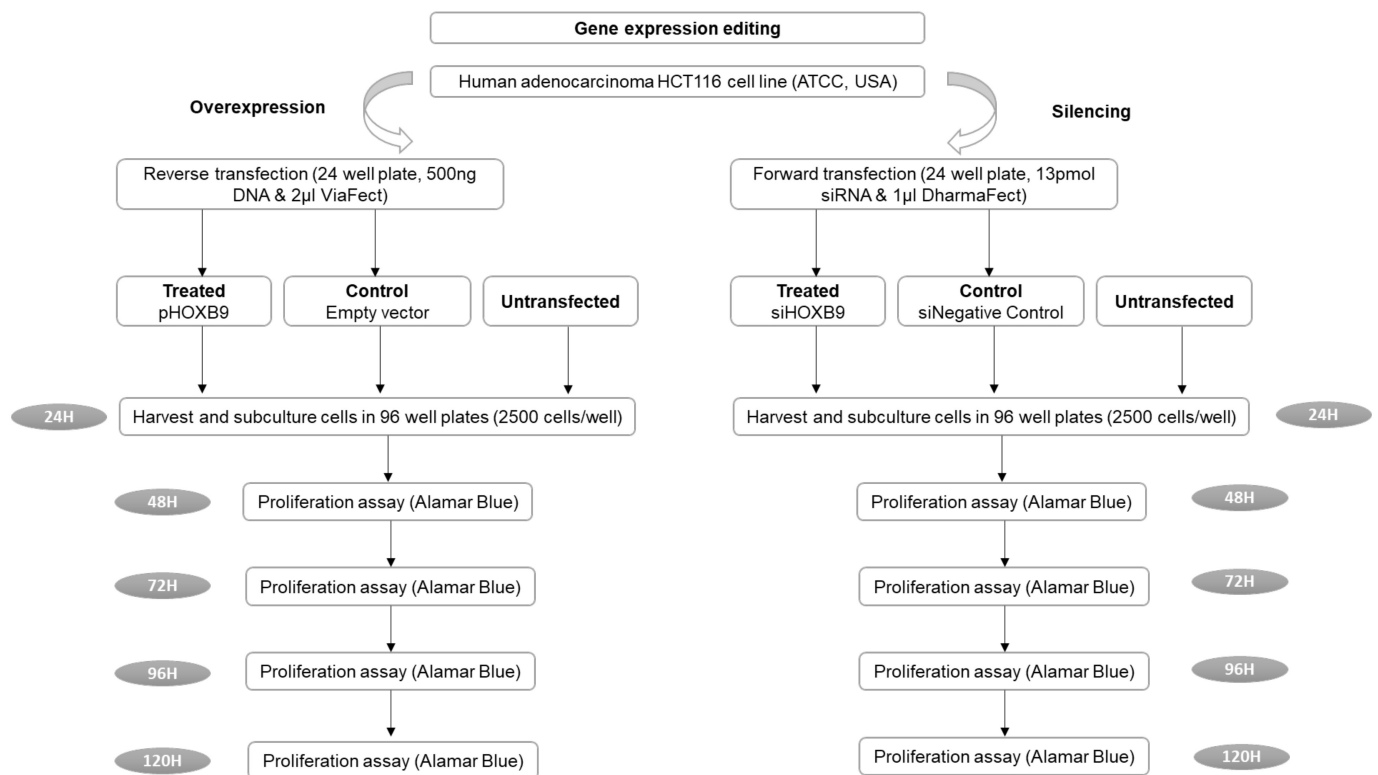 Gene expression editing
Human adenocarcinoma HCT116 cell line (ATCC, USA)
Overexpression
Silencing
Reverse transfection (24 well plate, 500ng
DNA & 2µl ViaFect)
Forward transfection (24 well plate, 13pmol
siRNA & 1µl DharmaFect)
Treated
pHOXB9
Control
Empty vector
Untransfected
Treated
siHOXB9
Control
siNegative Control
Untransfected
24H
Harvest and subculture cells in 96 well plates (2500 cells/well)
Harvest and subculture cells in 96 well plates (2500 cells/well)
24H
48H
Proliferation assay (Alamar Blue)
Proliferation assay (Alamar Blue)
48H
72H
Proliferation assay (Alamar Blue)
Proliferation assay (Alamar Blue)
72H
96H
Proliferation assay (Alamar Blue)
Proliferation assay (Alamar Blue)
96H
120H
Proliferation assay (Alamar Blue)
Proliferation assay (Alamar Blue)
120H